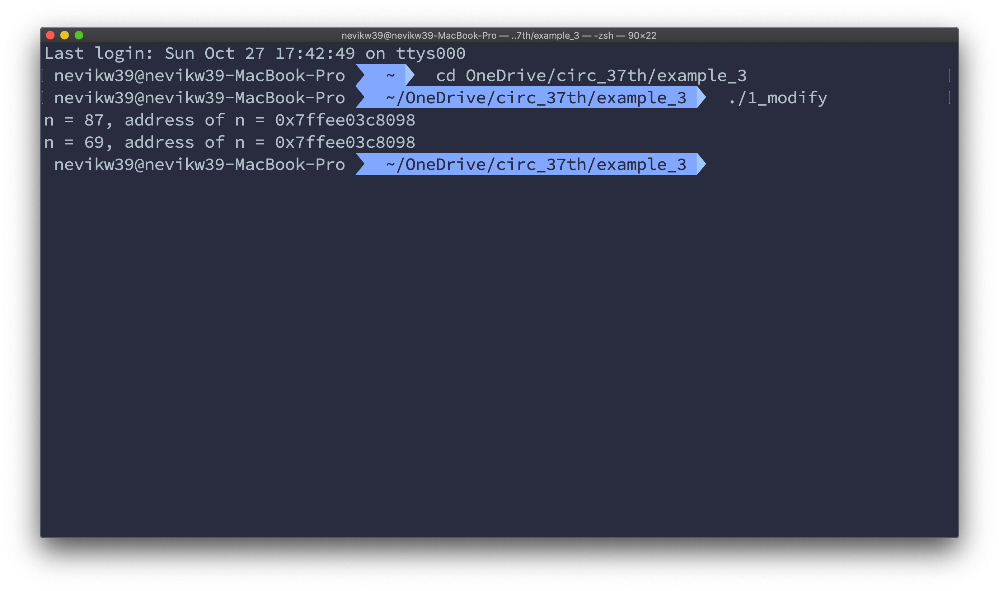 nevikw39@nevikw39-MacBook-Pro — ..7th/example_3 — -zsh — 90×22
Last login: Sun Oct 27 17:42:49 on ttys000
[ nevikw39@nevikw39-MacBook-Pro ~ cd OneDrive/circ_37th/example_3 ]
[ nevikw39@nevikw39-MacBook-Pro ~/OneDrive/circ_37th/example_3 ./1_modify ]
n = 87, address of n = 0x7ffee03c8098
n = 69, address of n = 0x7ffee03c8098
nevikw39@nevikw39-MacBook-Pro ~/OneDrive/circ_37th/example_3